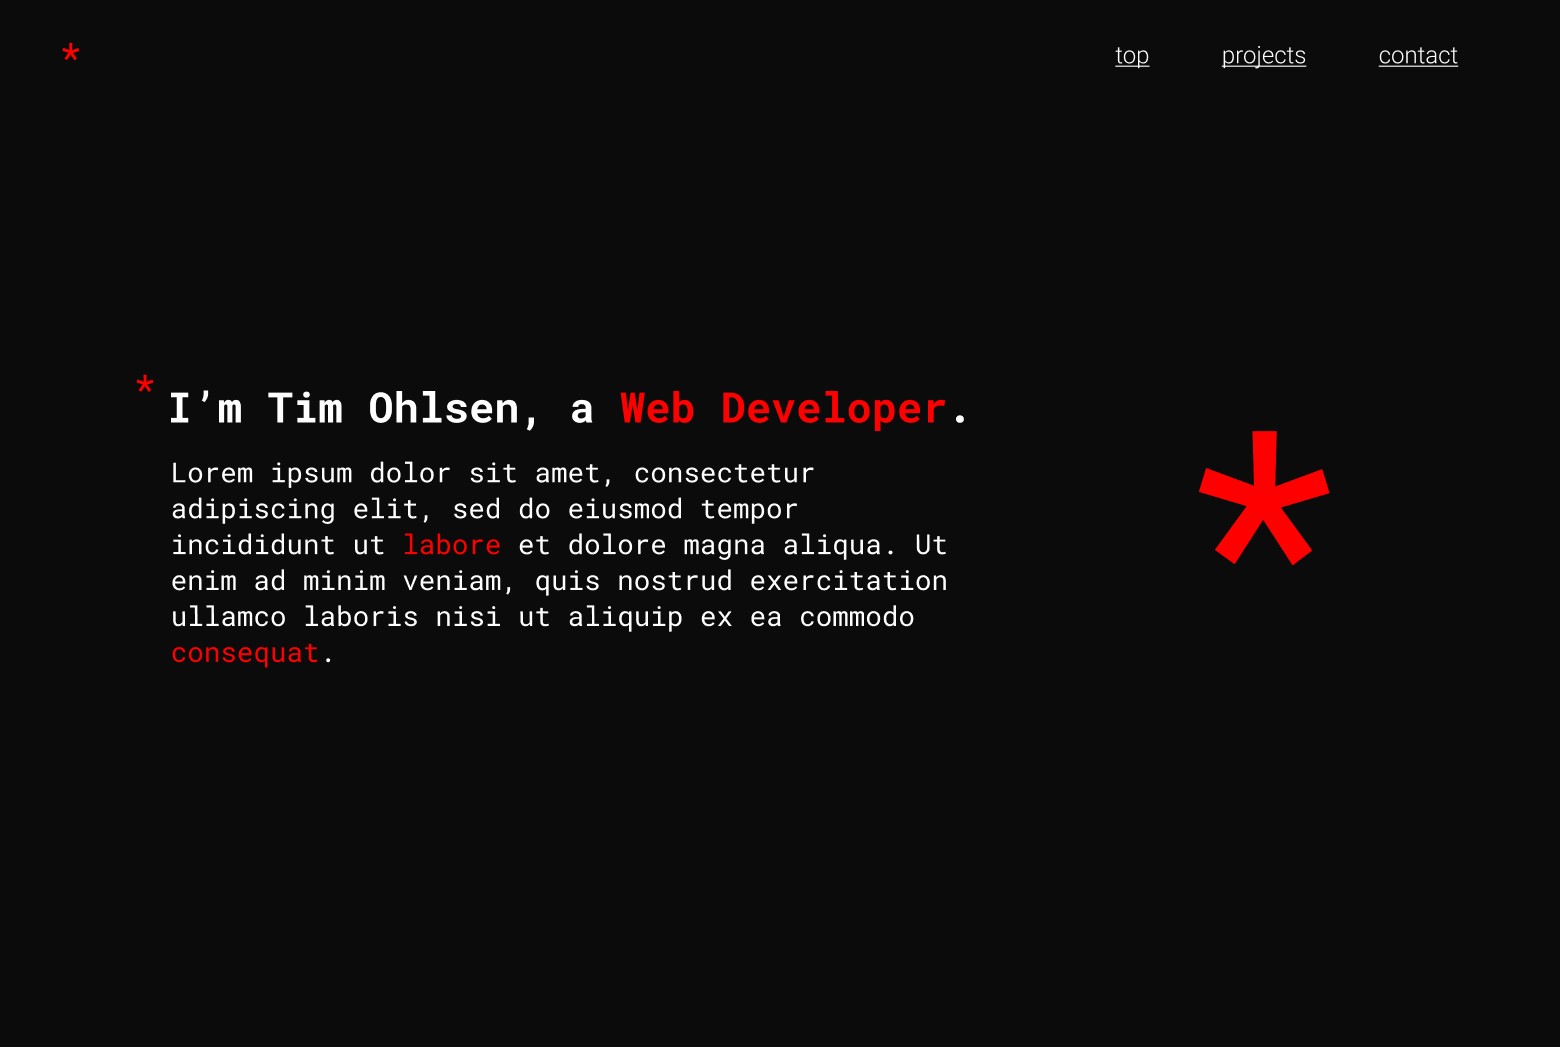 *
top projects contact
* I’m Tim Ohlsen, a Web Developer.
Lorem ipsum dolor sit amet, consectetur
adipiscing elit, sed do eiusmod tempor
incididunt ut labore et dolore magna aliqua. Ut
enim ad minim veniam, quis nostrud exercitation
ullamco laboris nisi ut aliquip ex ea commodo
consequat.
*